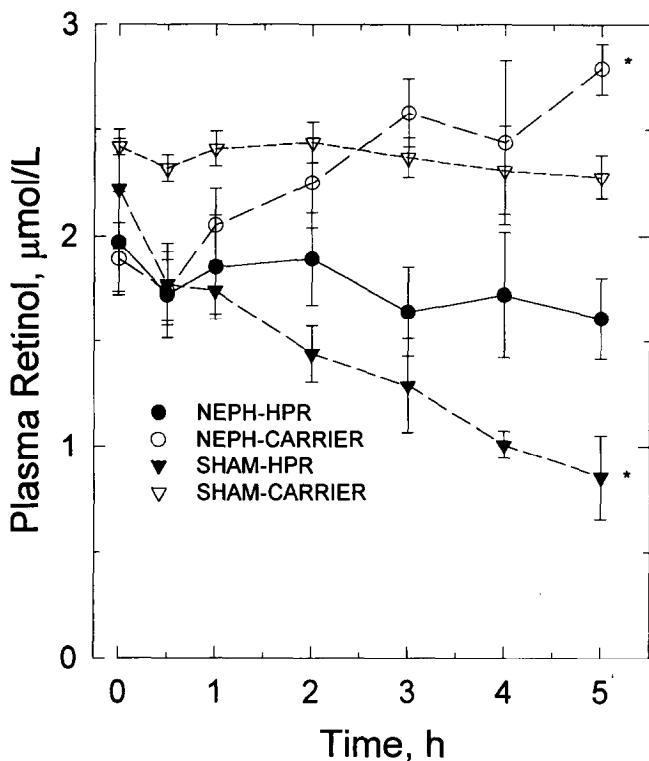 3
*
2
NEPH-HPR
NEPH-CARRIER
SHAM-HPR
SHAM-CARRIER
1
*
0
Plasma Retinol, μmol/L
0 1 2 3 4 5
Time, h